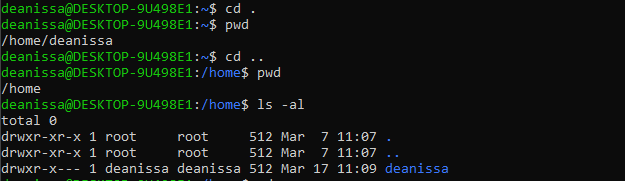 deanissa@DESKTOP-9U498E1:~$ cd .
deanissa@DESKTOP-9U498E1:~$ pwd
/home/deanissa
deanissa@DESKTOP-9U498E1:~$ cd ..
deanissa@DESKTOP-9U498E1:/home$ pwd
/home
deanissa@DESKTOP-9U498E1:/home$ ls -al
total 0
drwxr-xr-x 1 root     root     512 Mar  7 11:07 .
drwxr-xr-x 1 root     root     512 Mar  7 11:07 ..
drwxr-x--- 1 deanissa deanissa 512 Mar 17 11:09 deanissa